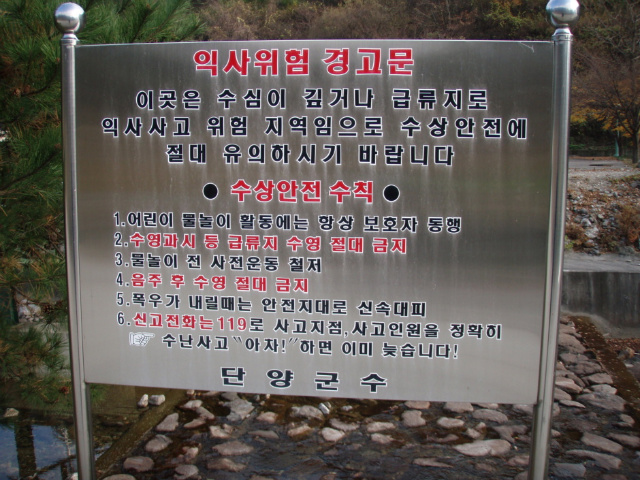 익사위험 경고문
이곳은 수심이 깊거나 급류지로
익사사고 위험 지역임으로 수상안전에
절대 유의하시기 바랍니다
● 수상안전 수칙 ●
1.어린이 물놀이 활동에는 항상 보호자 동행
2.수영과시 등 급류지 수영 절대 금지
3.물놀이 전 사전운동 철저
4.음주 후 수영 절대 금지
5.폭우가 내릴때는 안전지대로 신속대피
6.신고전화는119로 사고지점,사고인원을 정확히
☞ 수난사고 "아차!"하면 이미 늦습니다!
단양군수